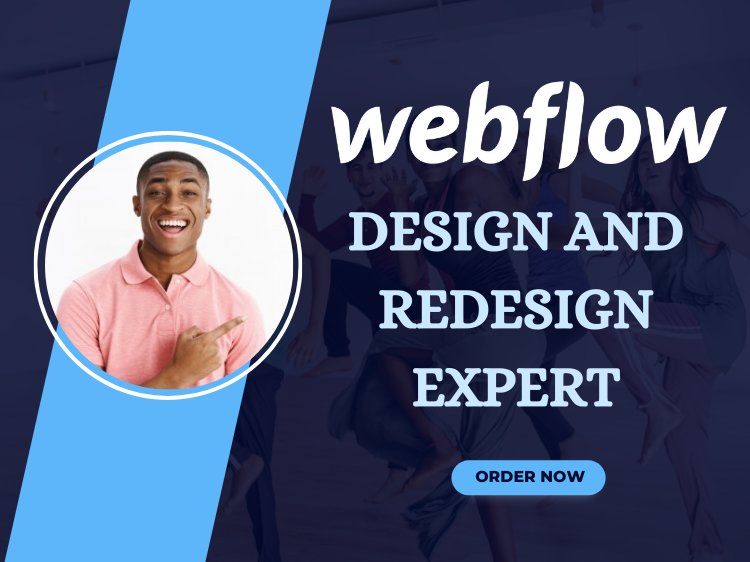 webflow
DESIGN AND
REDESIGN
EXPERT
ORDER NOW